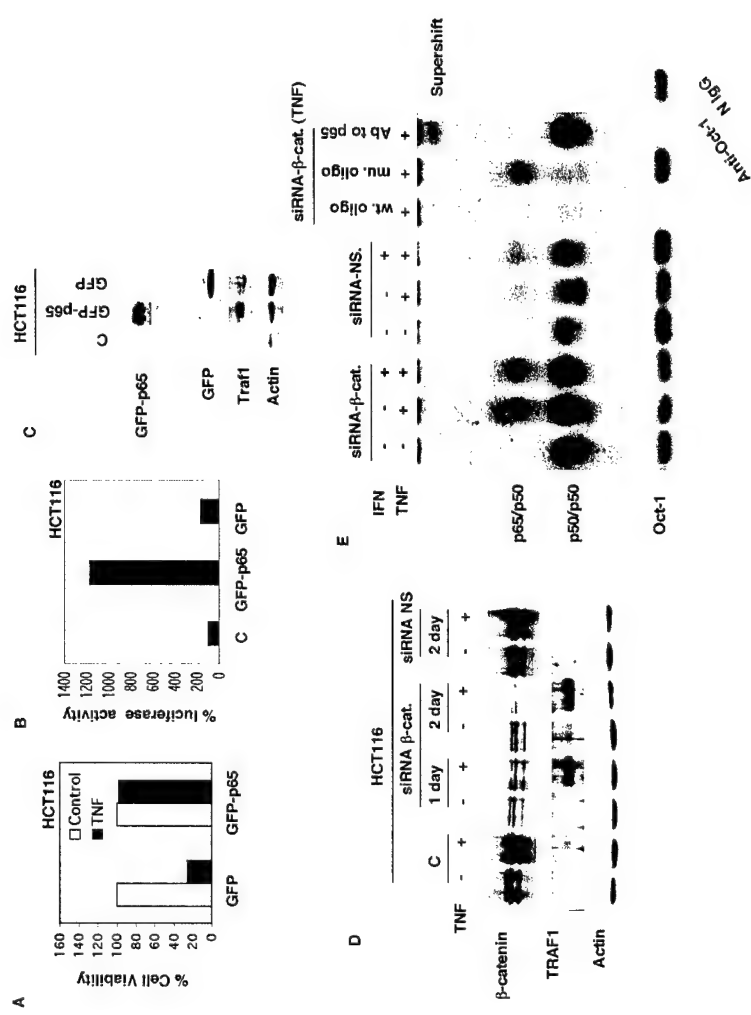 A
HCT116
□ Control
■ TNF
% Cell Viability
160
140
120
100
80
60
40
20
0
GFP
GFP-p65
B
HCT116
% luciferase activity
1400
1200
1000
800
600
400
200
0
C GFP-p65 GFP
C
HCT116
C GFP-p65 GFP
GFP-p65
GFP
Traf1
Actin
D
HCT116
siRNA β-cat. siRNA NS
C 1 day 2 day 2 day
TNF - + - + - + - +
β-catenin
TRAF1
Actin
E
siRNA-β-cat. (TNF)
siRNA-β-cat. siRNA-NS. wt. oligo mu. oligo Ab to p65
IFN - - + - - +
TNF - + + - + + + + +
Supershift
p65/p50
p50/p50
Oct-1
Anti-Oct-1
N IgG